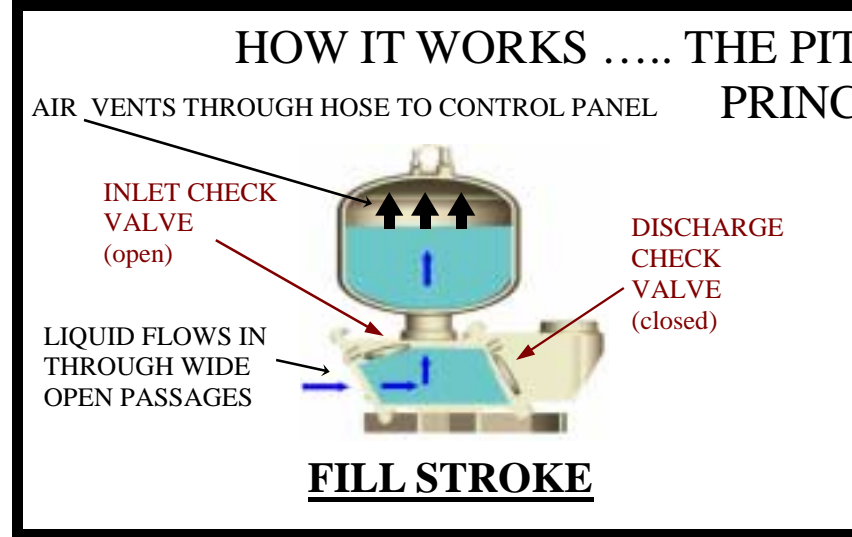 HOW IT WORKS ….. THE PIT
PRINC
AIR VENTS THROUGH HOSE TO CONTROL PANEL
INLET CHECK
VALVE
(open)
DISCHARGE
CHECK
VALVE
(closed)
LIQUID FLOWS IN
THROUGH WIDE
OPEN PASSAGES
FILL STROKE